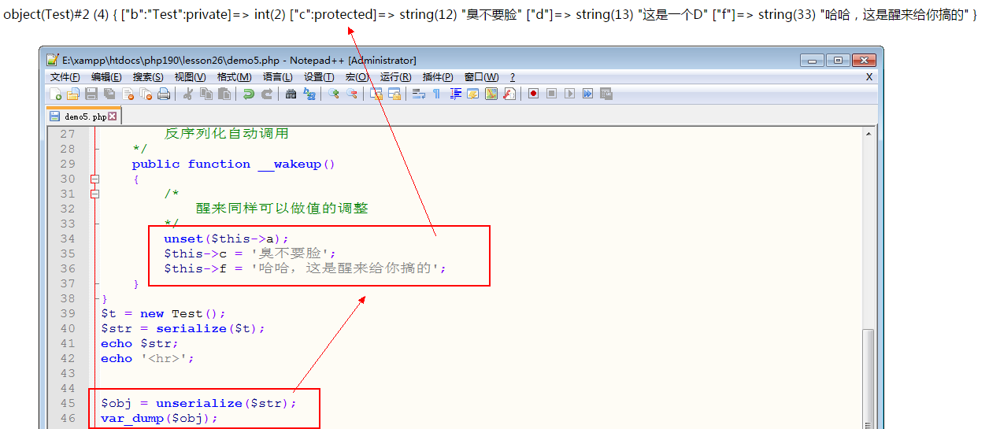 object(Test)#2 (4) { ["b":"Test":private]=> int(2) ["c":protected]=> string(12) "臭不要脸" ["d"]=> string(13) "这是一个D" ["f"]=> string(33) "哈哈，这是醒来给你搞的" }
E:\xampp\htdocs\php190\lesson26\demo5.php - Notepad++ [Administrator]
文件(F) 编辑(E) 搜索(S) 视图(V) 格式(M) 语言(L) 设置(T) 宏(O) 运行(R) 插件(P) 窗口(W) ? X
demo5.php
27 反序列化自动调用
28 */
29 public function __wakeup()
30 {
31 /*
32 醒来同样可以做值的调整
33 */
34 unset($this->a);
35 $this->c = '臭不要脸';
36 $this->f = '哈哈，这是醒来给你搞的';
37 }
38 }
39 $t = new Test();
40 $str = serialize($t);
41 echo $str;
42 echo '<hr>';
43
44
45 $obj = unserialize($str);
46 var_dump($obj);